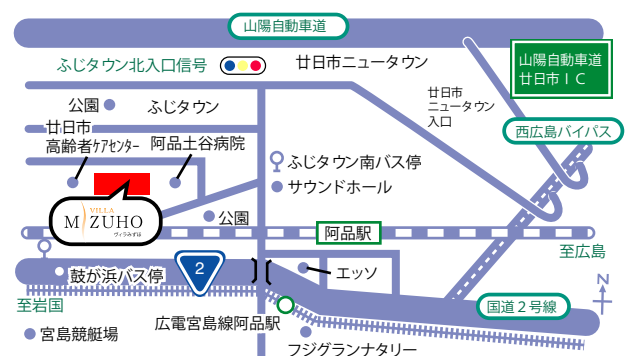 山陽自動車道
ふじタウン北入口信号
廿日市ニュータウン
山陽自動車道
廿日市IC
廿日市
ニュータウン
入口
公園
ふじタウン
西広島バイパス
廿日市
高齢者ケアセンター
阿品土谷病院
ふじタウン南バス停
サウンドホール
VILLA
MIZUHO
ヴィラみずほ
公園
阿品駅
至広島
鼓が浜バス停
2
エッソ
N
至岩国
国道2号線
広電宮島線阿品駅
宮島競艇場
フジグランナタリー